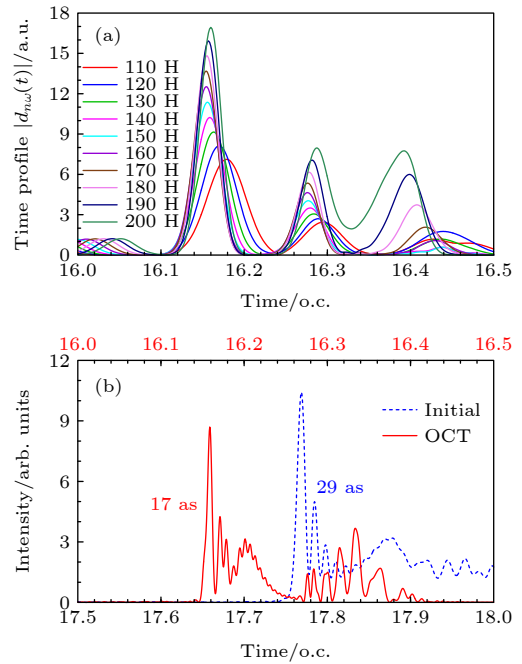 18
(a)
15
12
9
6
3
0
Time profile |d_{nω}(t)|/a.u.
110 H
120 H
130 H
140 H
150 H
160 H
170 H
180 H
190 H
200 H
16.0 16.1 16.2 16.3 16.4 16.5
Time/o.c.
16.0 16.1 16.2 16.3 16.4 16.5
12
(b)
9
6
3
0
Intensity/arb. units
Initial
OCT
17 as
29 as
17.5 17.6 17.7 17.8 17.9 18.0
Time/o.c.